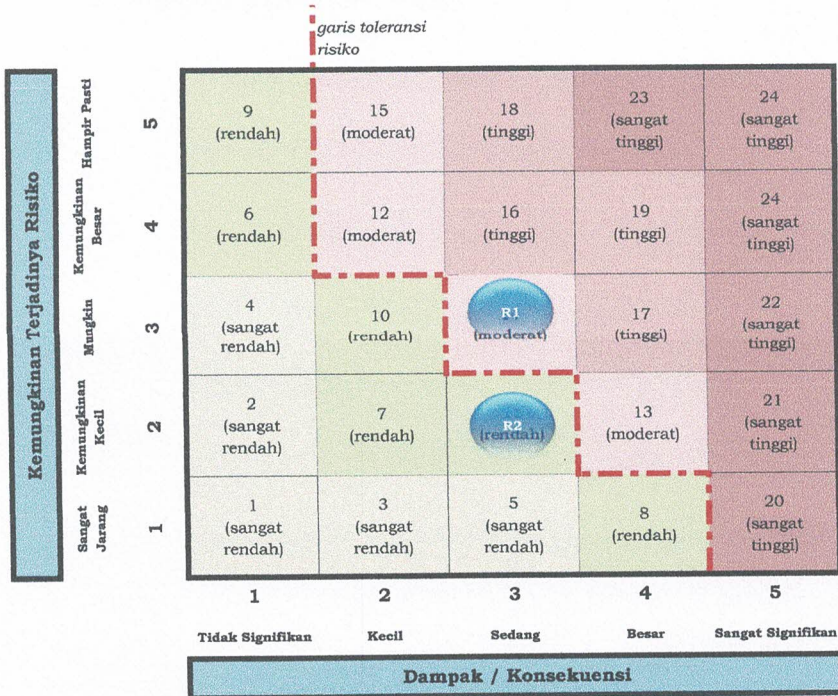 garis toleransi
risiko
Kemungkinan Terjadinya Risiko
Hampir Pasti
5
9
(rendah)
15
(moderat)
18
(tinggi)
23
(sangat
tinggi)
24
(sangat
tinggi)
Kemungkinan
Besar
4
6
(rendah)
12
(moderat)
16
(tinggi)
19
(tinggi)
24
(sangat
tinggi)
Mungkin
3
4
(sangat
rendah)
10
(rendah)
R1
(moderat)
17
(tinggi)
22
(sangat
tinggi)
Kemungkinan
Kecil
2
2
(sangat
rendah)
7
(rendah)
R2
(rendah)
13
(moderat)
21
(sangat
tinggi)
Sangat
Jarang
1
1
(sangat
rendah)
3
(sangat
rendah)
5
(sangat
rendah)
8
(rendah)
20
(sangat
tinggi)
1 2 3 4 5
Tidak Signifikan Kecil Sedang Besar Sangat Signifikan
Dampak / Konsekuensi